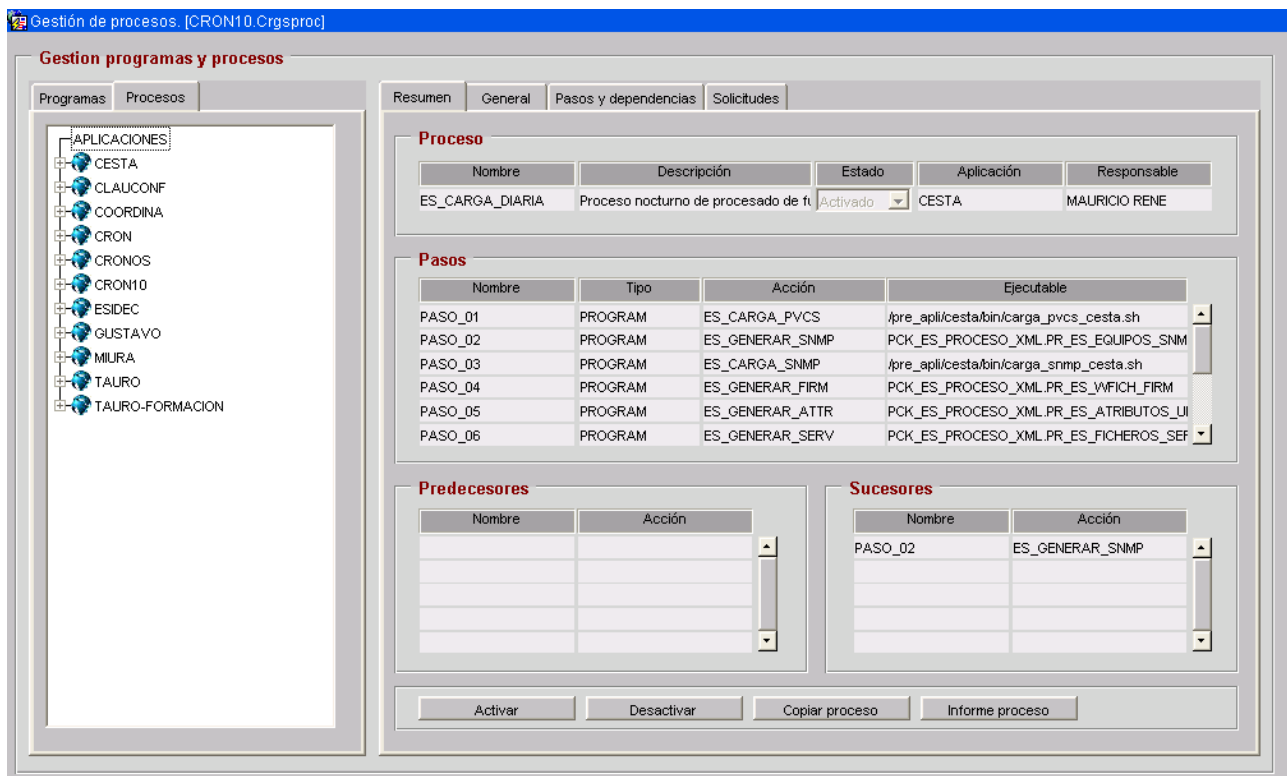 Gestión de procesos. [CRON10.Crgsproc]
Gestion programas y procesos
Programas Procesos
APLICACIONES
CESTA
CLAUCONF
COORDINA
CRON
CRONOS
CRON10
ESIDEC
GUSTAVO
MIURA
TAURO
TAURO-FORMACION
Resumen General Pasos y dependencias Solicitudes
Proceso
Nombre Descripción Estado Aplicación Responsable
ES_CARGA_DIARIA Proceso nocturno de procesado de fu Activado CESTA MAURICIO RENE
Pasos
Nombre Tipo Acción Ejecutable
PASO_01 PROGRAM ES_CARGA_PVCS /pre_apli/cesta/bin/carga_pvcs_cesta.sh
PASO_02 PROGRAM ES_GENERAR_SNMP PCK_ES_PROCESO_XML.PR_ES_EQUIPOS_SNM
PASO_03 PROGRAM ES_CARGA_SNMP /pre_apli/cesta/bin/carga_snmp_cesta.sh
PASO_04 PROGRAM ES_GENERAR_FIRM PCK_ES_PROCESO_XML.PR_ES_WFICH_FIRM
PASO_05 PROGRAM ES_GENERAR_ATTR PCK_ES_PROCESO_XML.PR_ES_ATRIBUTOS_UI
PASO_06 PROGRAM ES_GENERAR_SERV PCK_ES_PROCESO_XML.PR_ES_FICHEROS_SER
Predecesores
Nombre Acción
Sucesores
Nombre Acción
PASO_02 ES_GENERAR_SNMP
Activar Desactivar Copiar proceso Informe proceso